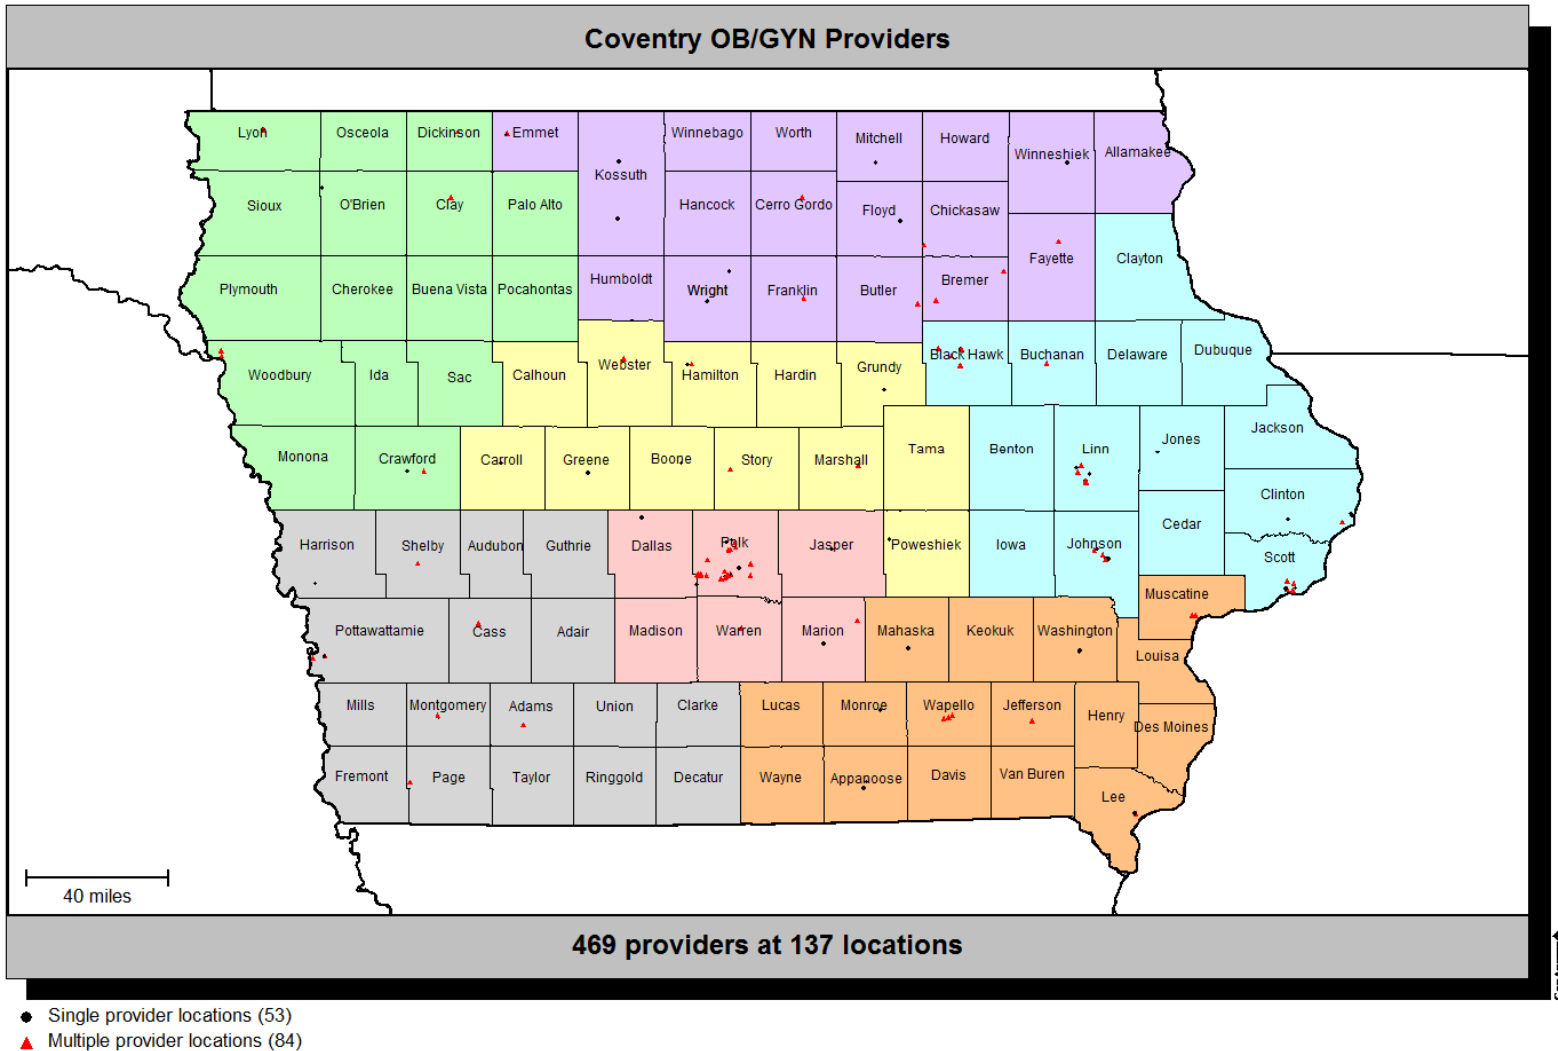 Coventry OB/GYN Providers
Lyon Osceola Dickinson Emmet Winnebago Worth Mitchell Howard
Kossuth Winneshiek Allamakee
Sioux O'Brien Clay Palo Alto Hancock Cerro Gordo Floyd Chickasaw
Plymouth Cherokee Buena Vista Pocahontas Humboldt Wright Franklin Butler Bremer Fayette Clayton
Woodbury Ida Sac Calhoun Webster Hamilton Hardin Grundy Black Hawk Buchanan Delaware Dubuque
Monona Crawford Carroll Greene Boone Story Marshall Tama Benton Linn Jones Jackson
Clinton
Cedar
Harrison Shelby Audubon Guthrie Dallas Polk Jasper Poweshiek Iowa Johnson Scott
Muscatine
Pottawattamie Cass Adair Madison Warren Marion Mahaska Keokuk Washington
Louisa
Mills Montgomery Adams Union Clarke Lucas Monroe Wapello Jefferson Henry Des Moines
Fremont Page Taylor Ringgold Decatur Wayne Appanoose Davis Van Buren Lee
40 miles
469 providers at 137 locations
Single provider locations (53)
Multiple provider locations (84)